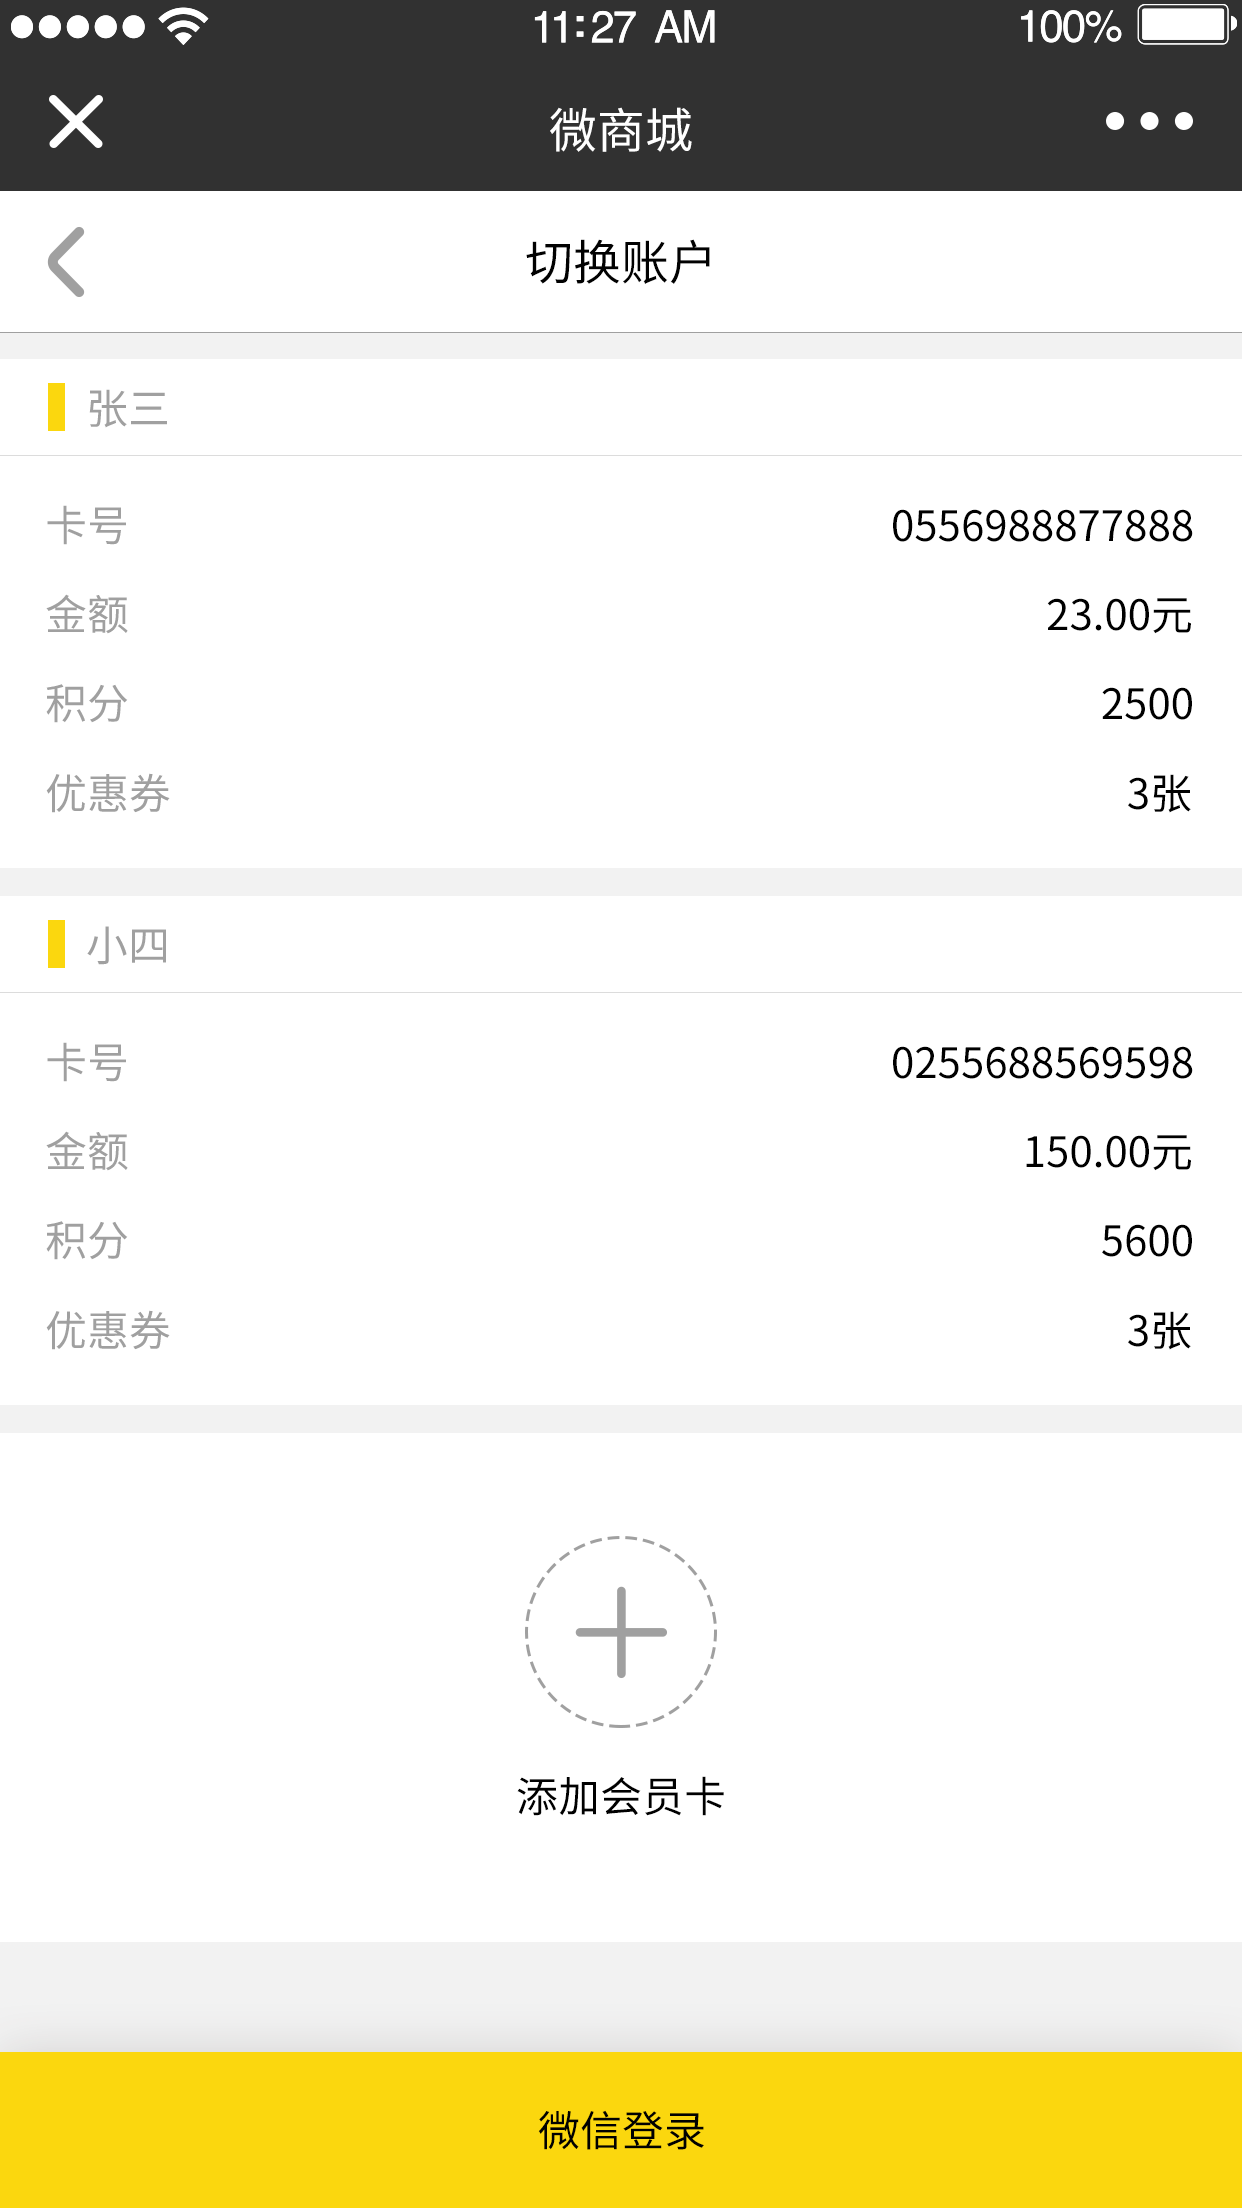 11:27 AM 100%
微商城
切换账户
张三
卡号 0556988877888
金额 23.00元
积分 2500
优惠券 3张
小四
卡号 0255688569598
金额 150.00元
积分 5600
优惠券 3张
添加会员卡
微信登录